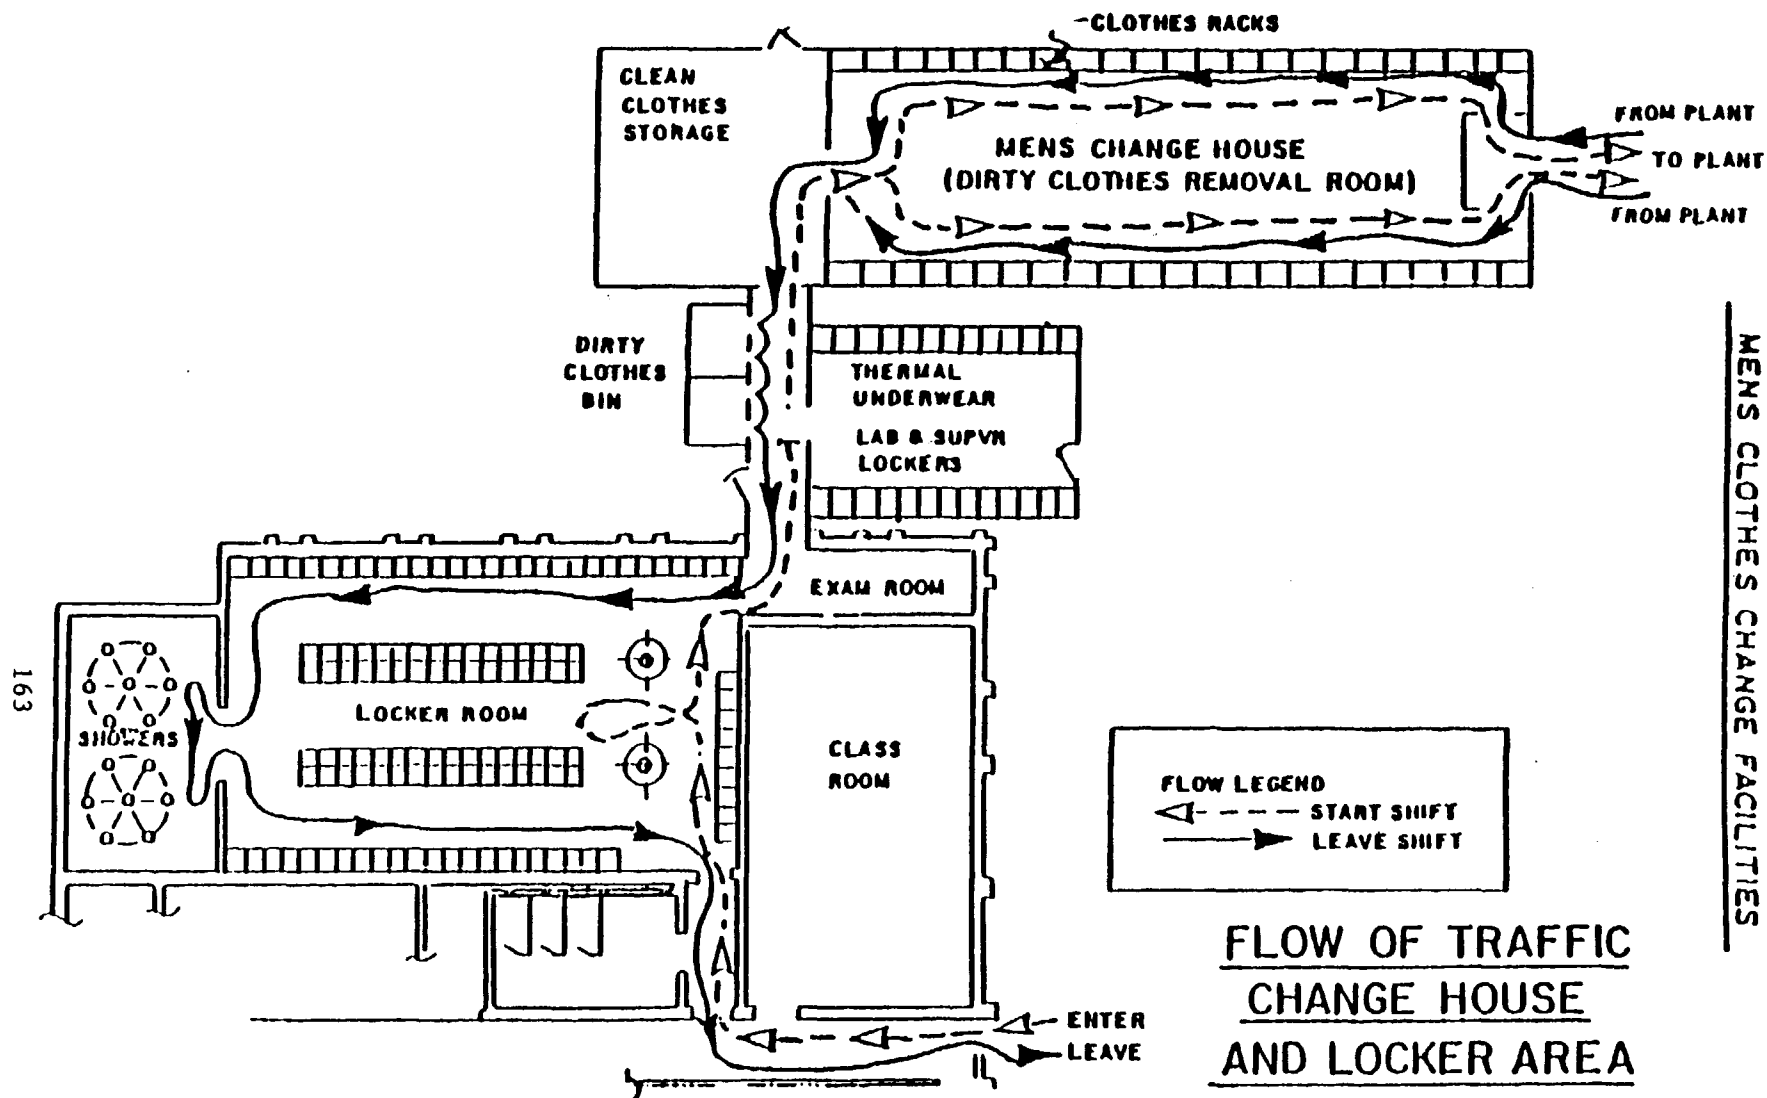 CLOTHES RACKS
CLEAN
CLOTHES
STORAGE
MENS CHANGE HOUSE
(DIRTY CLOTHES REMOVAL ROOM)
FROM PLANT
TO PLANT
FROM PLANT
DIRTY
CLOTHES
BIN
THERMAL
UNDERWEAR
LAB & SUPVR
LOCKERS
EXAM ROOM
LOCKER ROOM
SHOWERS
CLASS
ROOM
FLOW LEGEND
START SHIFT
LEAVE SHIFT
ENTER
LEAVE
FLOW OF TRAFFIC
CHANGE HOUSE
AND LOCKER AREA
MENS CLOTHES CHANGE FACILITIES
163